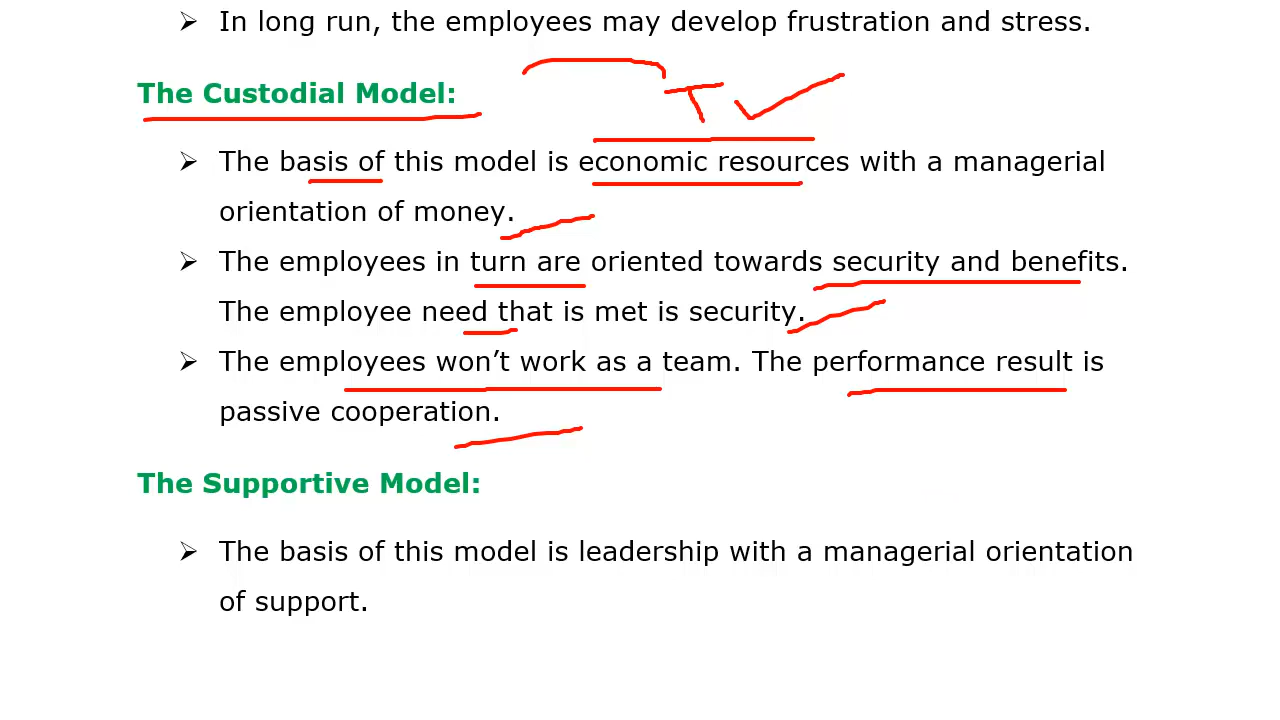 ➢ In long run, the employees may develop frustration and stress.
The Custodial Model:
➢ The basis of this model is economic resources with a managerial
orientation of money.
➢ The employees in turn are oriented towards security and benefits.
The employee need that is met is security.
➢ The employees won’t work as a team. The performance result is
passive cooperation.
The Supportive Model:
➢ The basis of this model is leadership with a managerial orientation
of support.